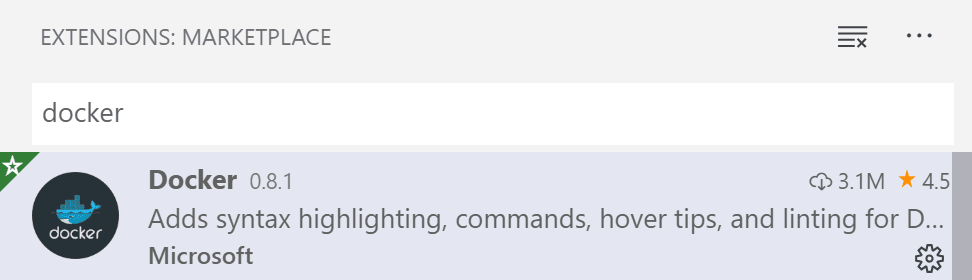 EXTENSIONS: MARKETPLACE
docker
Docker 0.8.1 3.1M 4.5
Adds syntax highlighting, commands, hover tips, and linting for D...
docker
Microsoft